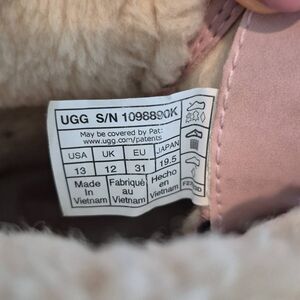 UGG S/N 1098890K
May be covered by Pat:
www.ugg.com/patents
USA UK EU JAPAN
13 12 31 19.5
Made in Vietnam
Fabriqué au Vietnam
Hecho en Vietnam